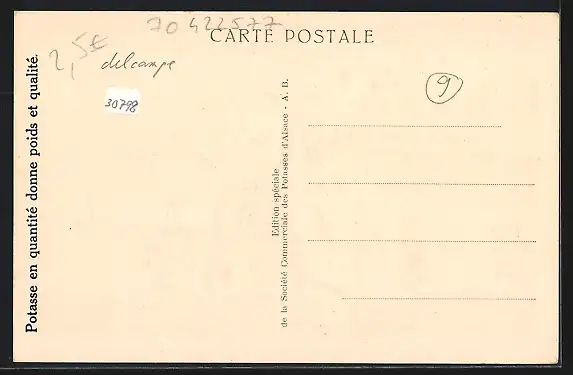 70422577
CARTE POSTALE
2,5€
delcampe
30798
9
Potasse en quantité donne poids et qualité.
Edition spéciale
de la Société Commerciale des Potasses d'Alsace - A. B.